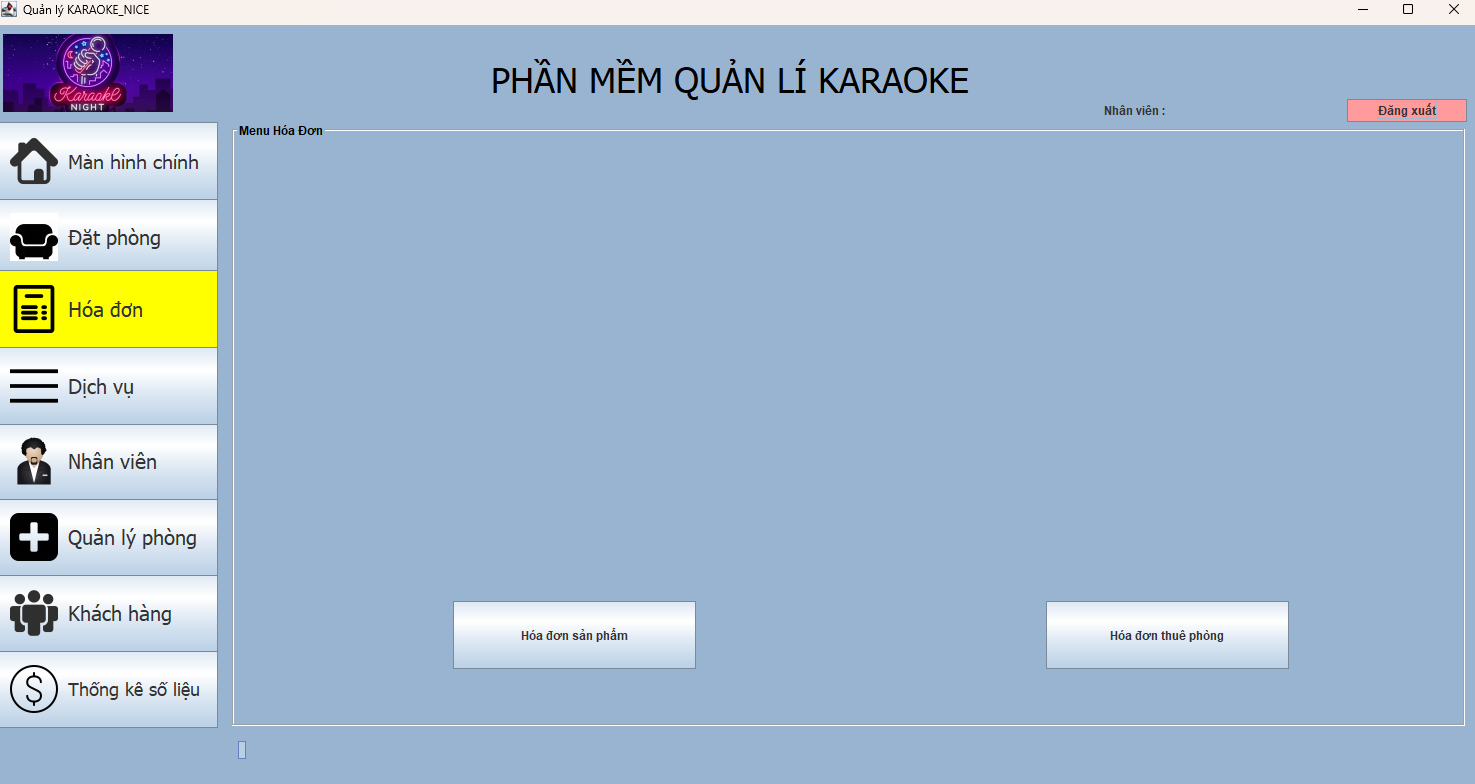 Quản lý KARAOKE_NICE
Karaoke
NIGHT
PHẦN MỀM QUẢN LÍ KARAOKE
Nhân viên :
Đăng xuất
Menu Hóa Đơn
Màn hình chính
Đặt phòng
Hóa đơn
Dịch vụ
Nhân viên
Quản lý phòng
Khách hàng
Thống kê số liệu
Hóa đơn sản phẩm
Hóa đơn thuê phòng